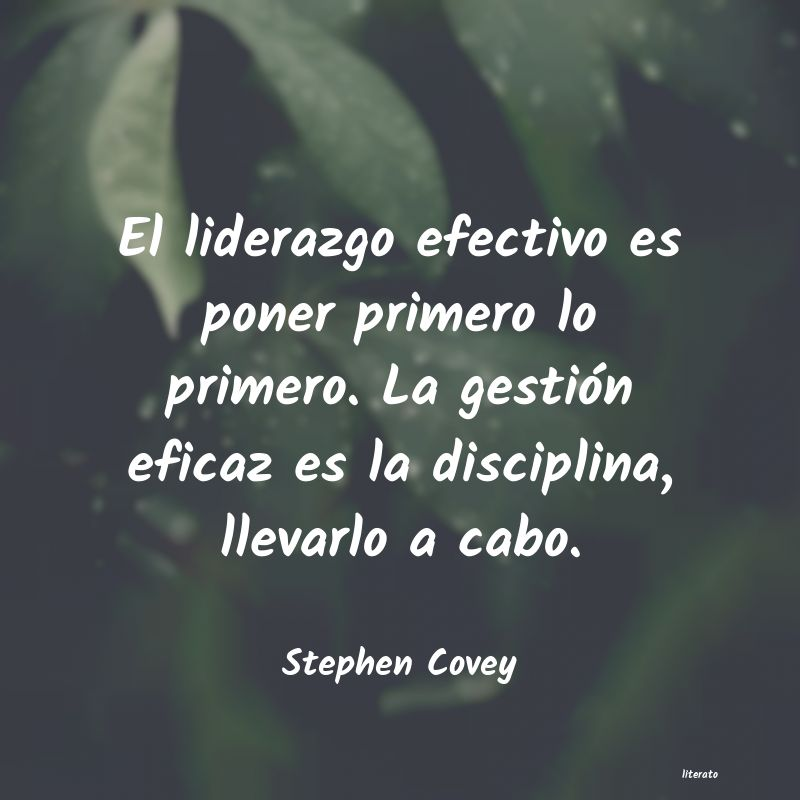 El liderazgo efectivo es
poner primero lo
primero. La gestión
eficaz es la disciplina,
llevarlo a cabo.
Stephen Covey
literato